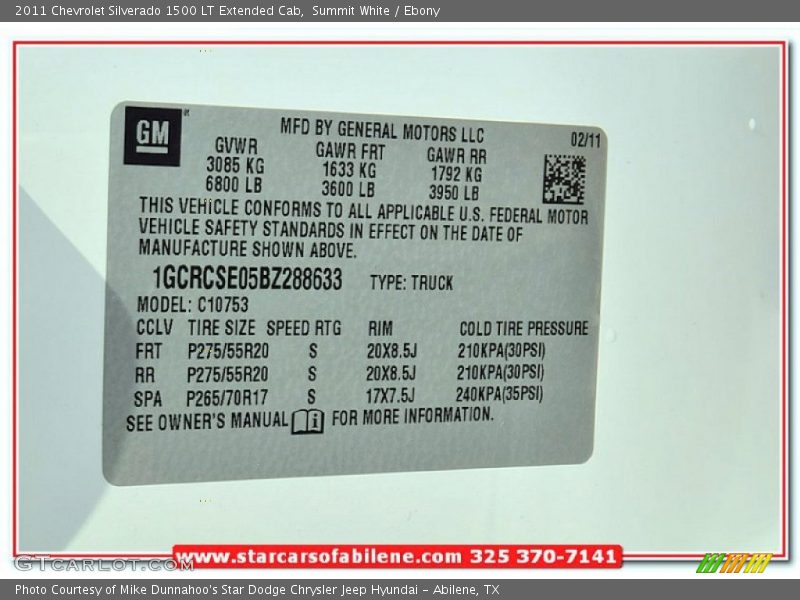 2011 Chevrolet Silverado 1500 LT Extended Cab,  Summit White / Ebony
GM
MFD BY GENERAL MOTORS LLC
02/11
GVWR GAWR FRT GAWR RR
3085 KG 1633 KG 1792 KG
6800 LB 3600 LB 3950 LB
THIS VEHICLE CONFORMS TO ALL APPLICABLE U.S. FEDERAL MOTOR
VEHICLE SAFETY STANDARDS IN EFFECT ON THE DATE OF
MANUFACTURE SHOWN ABOVE.
1GCRCSE05BZ288633 TYPE: TRUCK
MODEL: C10753
CCLV TIRE SIZE SPEED RTG RIM COLD TIRE PRESSURE
FRT P275/55R20 S 20X8.5J 210KPA(30PSI)
RR P275/55R20 S 20X8.5J 210KPA(30PSI)
SPA P265/70R17 S 17X7.5J 240KPA(35PSI)
SEE OWNER'S MANUAL i FOR MORE INFORMATION.
www.starcarsofabilene.com 325 370-7141
GTcarlot.com
Photo Courtesy of Mike Dunnahoo's Star Dodge Chrysler Jeep Hyundai - Abilene, TX